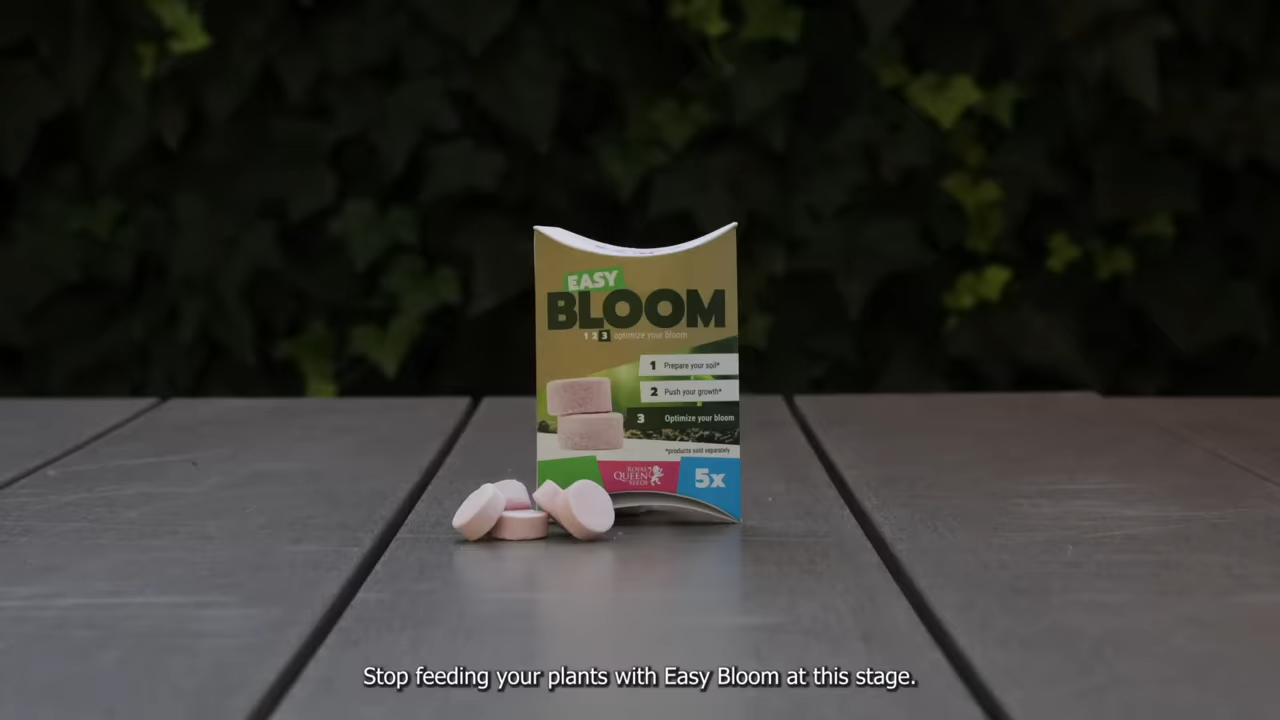 EASY
BLOOM
1 2 3 optimize your bloom
1 Prepare your soil*
2 Push your growth*
3 Optimize your bloom
*products sold separately
ROYAL
QUEEN
SEEDS
5x
Stop feeding your plants with Easy Bloom at this stage.